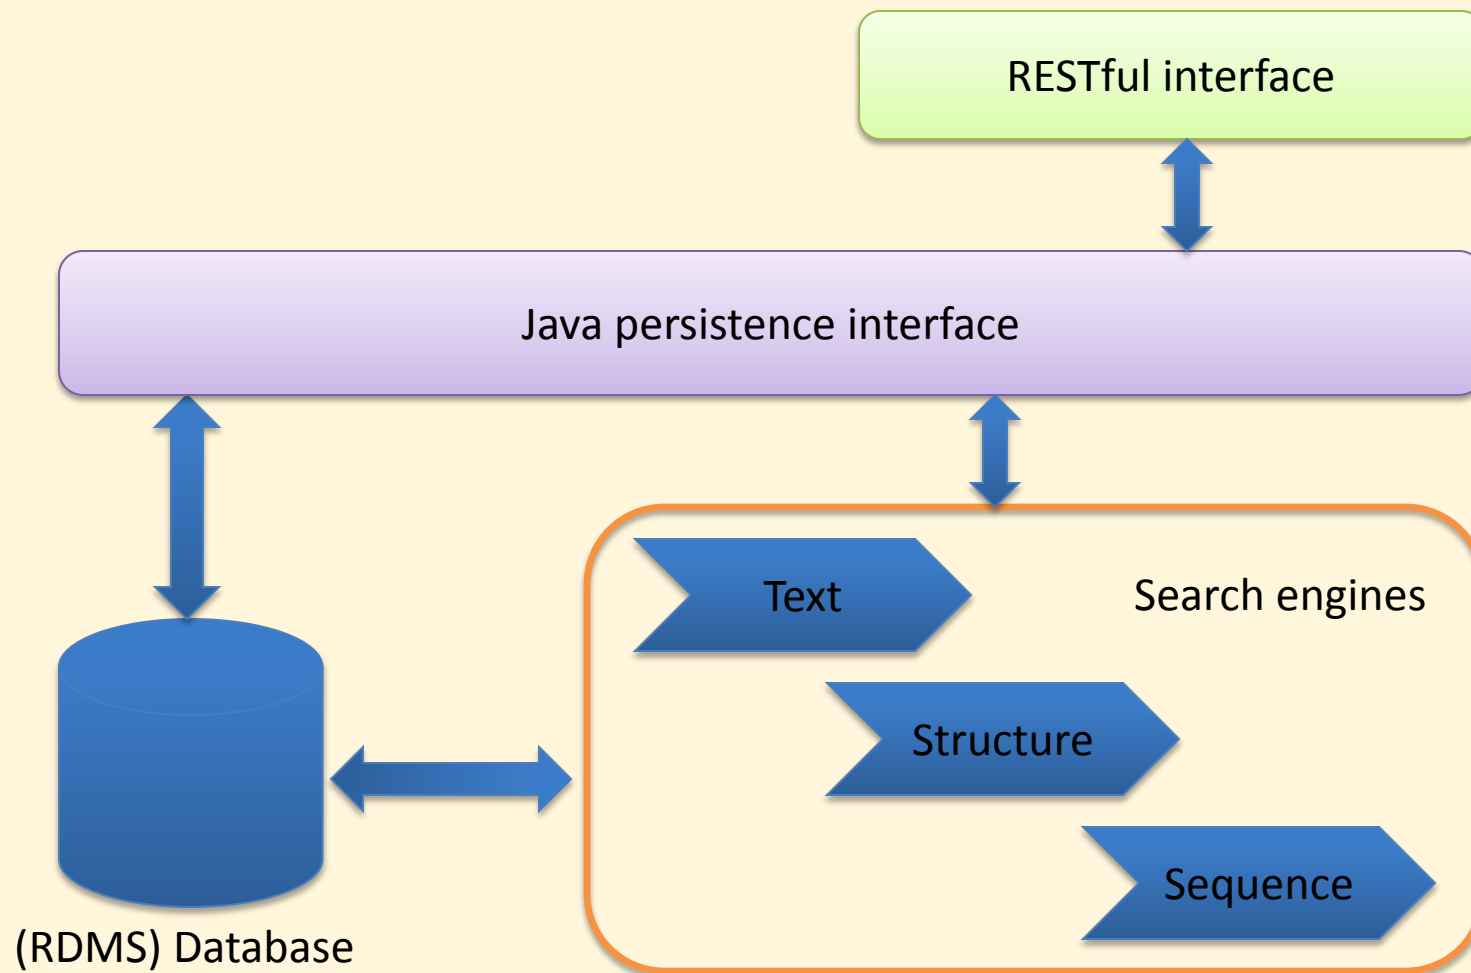 RESTful interface
Java persistence interface
Text
Search engines
Structure
Sequence
(RDMS) Database